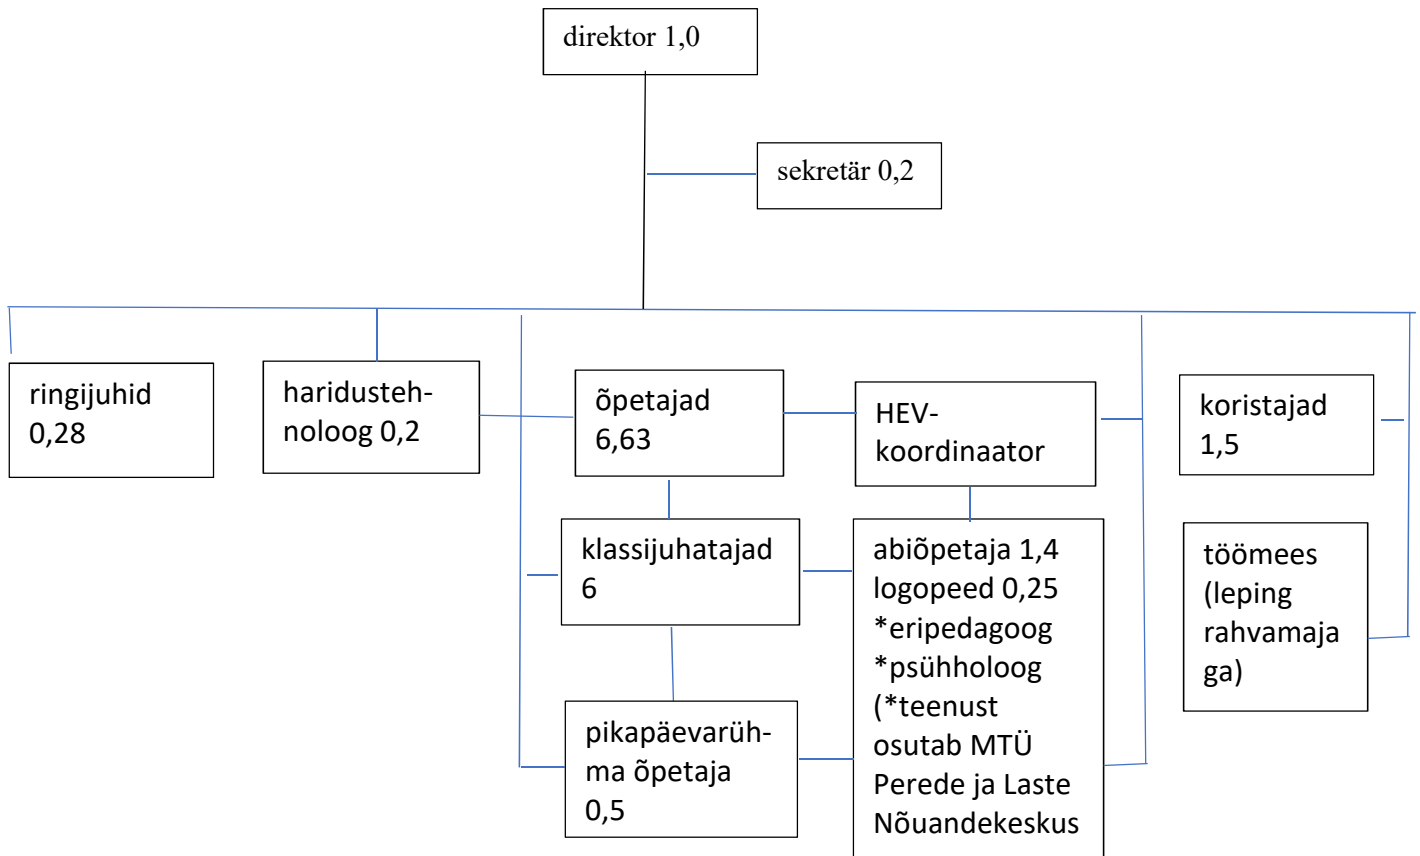 direktor 1,0
sekretär 0,2
ringijuhid
0,28
haridusteh-
noloog 0,2
õpetajad
6,63
HEV-
koordinaator
koristajad
1,5
klassijuhatajad
6
abiõpetaja 1,4
logopeed 0,25
*eripedagoog
*psühholoog
(*teenust
osutab MTÜ
Perede ja Laste
Nõuandekeskus
töömees
(leping
rahvamaja
ga)
pikapäevarüh-
ma õpetaja
0,5